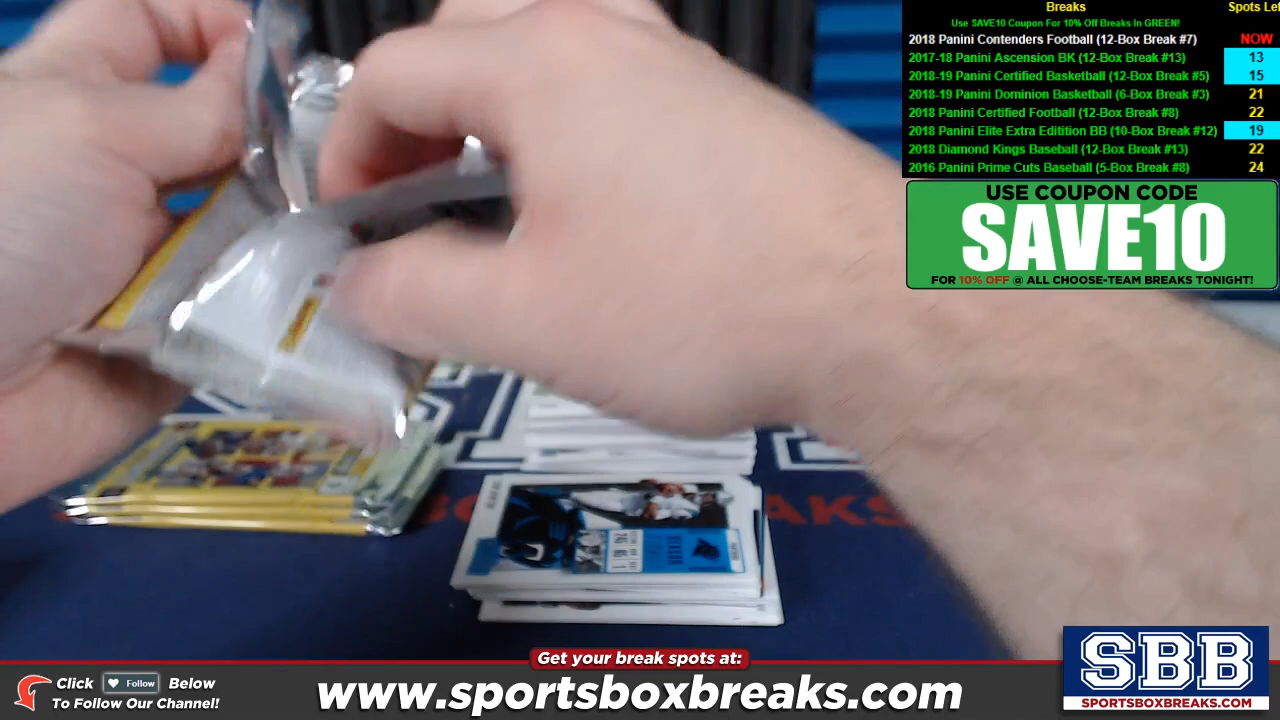 Breaks Spots Lef
Use SAVE10 Coupon For 10% Off Breaks In GREEN!
2018 Panini Contenders Football (12-Box Break #7) NOW
2017-18 Panini Ascension BK (12-Box Break #13) 13
2018-19 Panini Certified Basketball (12-Box Break #5) 15
2018-19 Panini Dominion Basketball (6-Box Break #3) 21
2018 Panini Certified Football (12-Box Break #8) 22
2018 Panini Elite Extra Edition BB (10-Box Break #12) 19
2018 Diamond Kings Baseball (12-Box Break #13) 22
2016 Panini Prime Cuts Baseball (5-Box Break #8) 24
USE COUPON CODE
SAVE10
FOR 10% OFF @ ALL CHOOSE-TEAM BREAKS TONIGHT!
Get your break spots at:
Click Follow Below
To Follow Our Channel!
www.sportsboxbreaks.com
SBB
SPORTSBOXBREAKS.COM